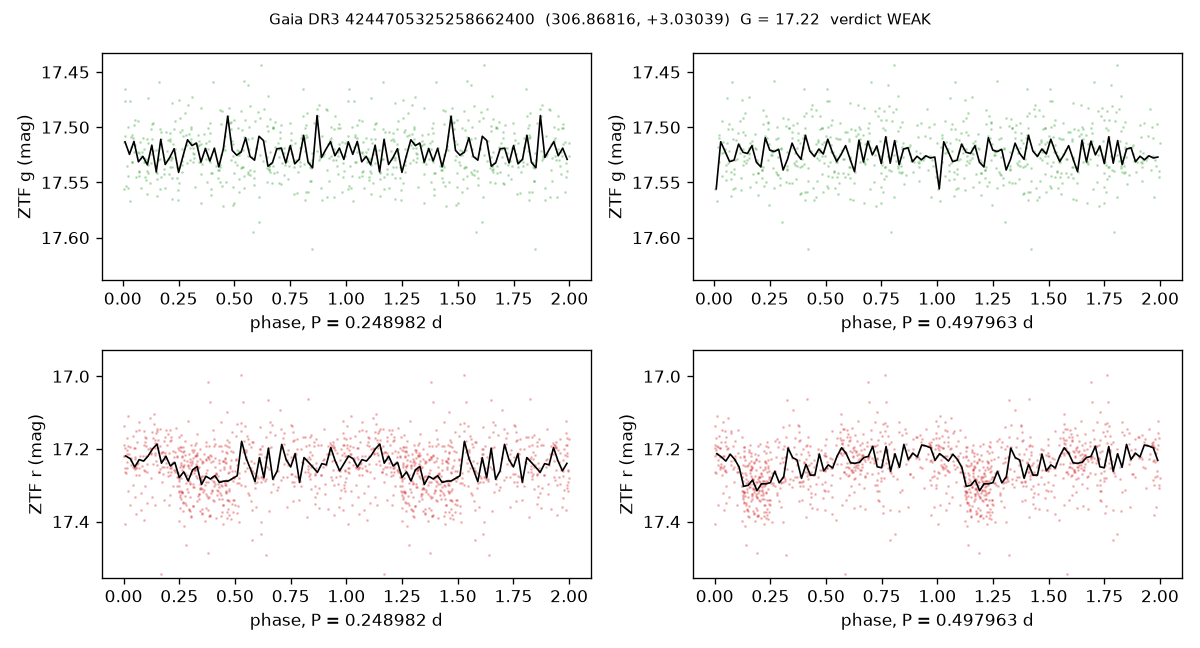 Gaia DR3 4244705325258662400 (306.86816, +3.03039) G = 17.22 verdict WEAK
ZTF g (mag)
17.45
17.50
17.55
17.60
0.00 0.25 0.50 0.75 1.00 1.25 1.50 1.75 2.00
phase, P = 0.248982 d
ZTF g (mag)
17.45
17.50
17.55
17.60
0.00 0.25 0.50 0.75 1.00 1.25 1.50 1.75 2.00
phase, P = 0.497963 d
ZTF r (mag)
17.0
17.2
17.4
0.00 0.25 0.50 0.75 1.00 1.25 1.50 1.75 2.00
phase, P = 0.248982 d
ZTF r (mag)
17.0
17.2
17.4
0.00 0.25 0.50 0.75 1.00 1.25 1.50 1.75 2.00
phase, P = 0.497963 d